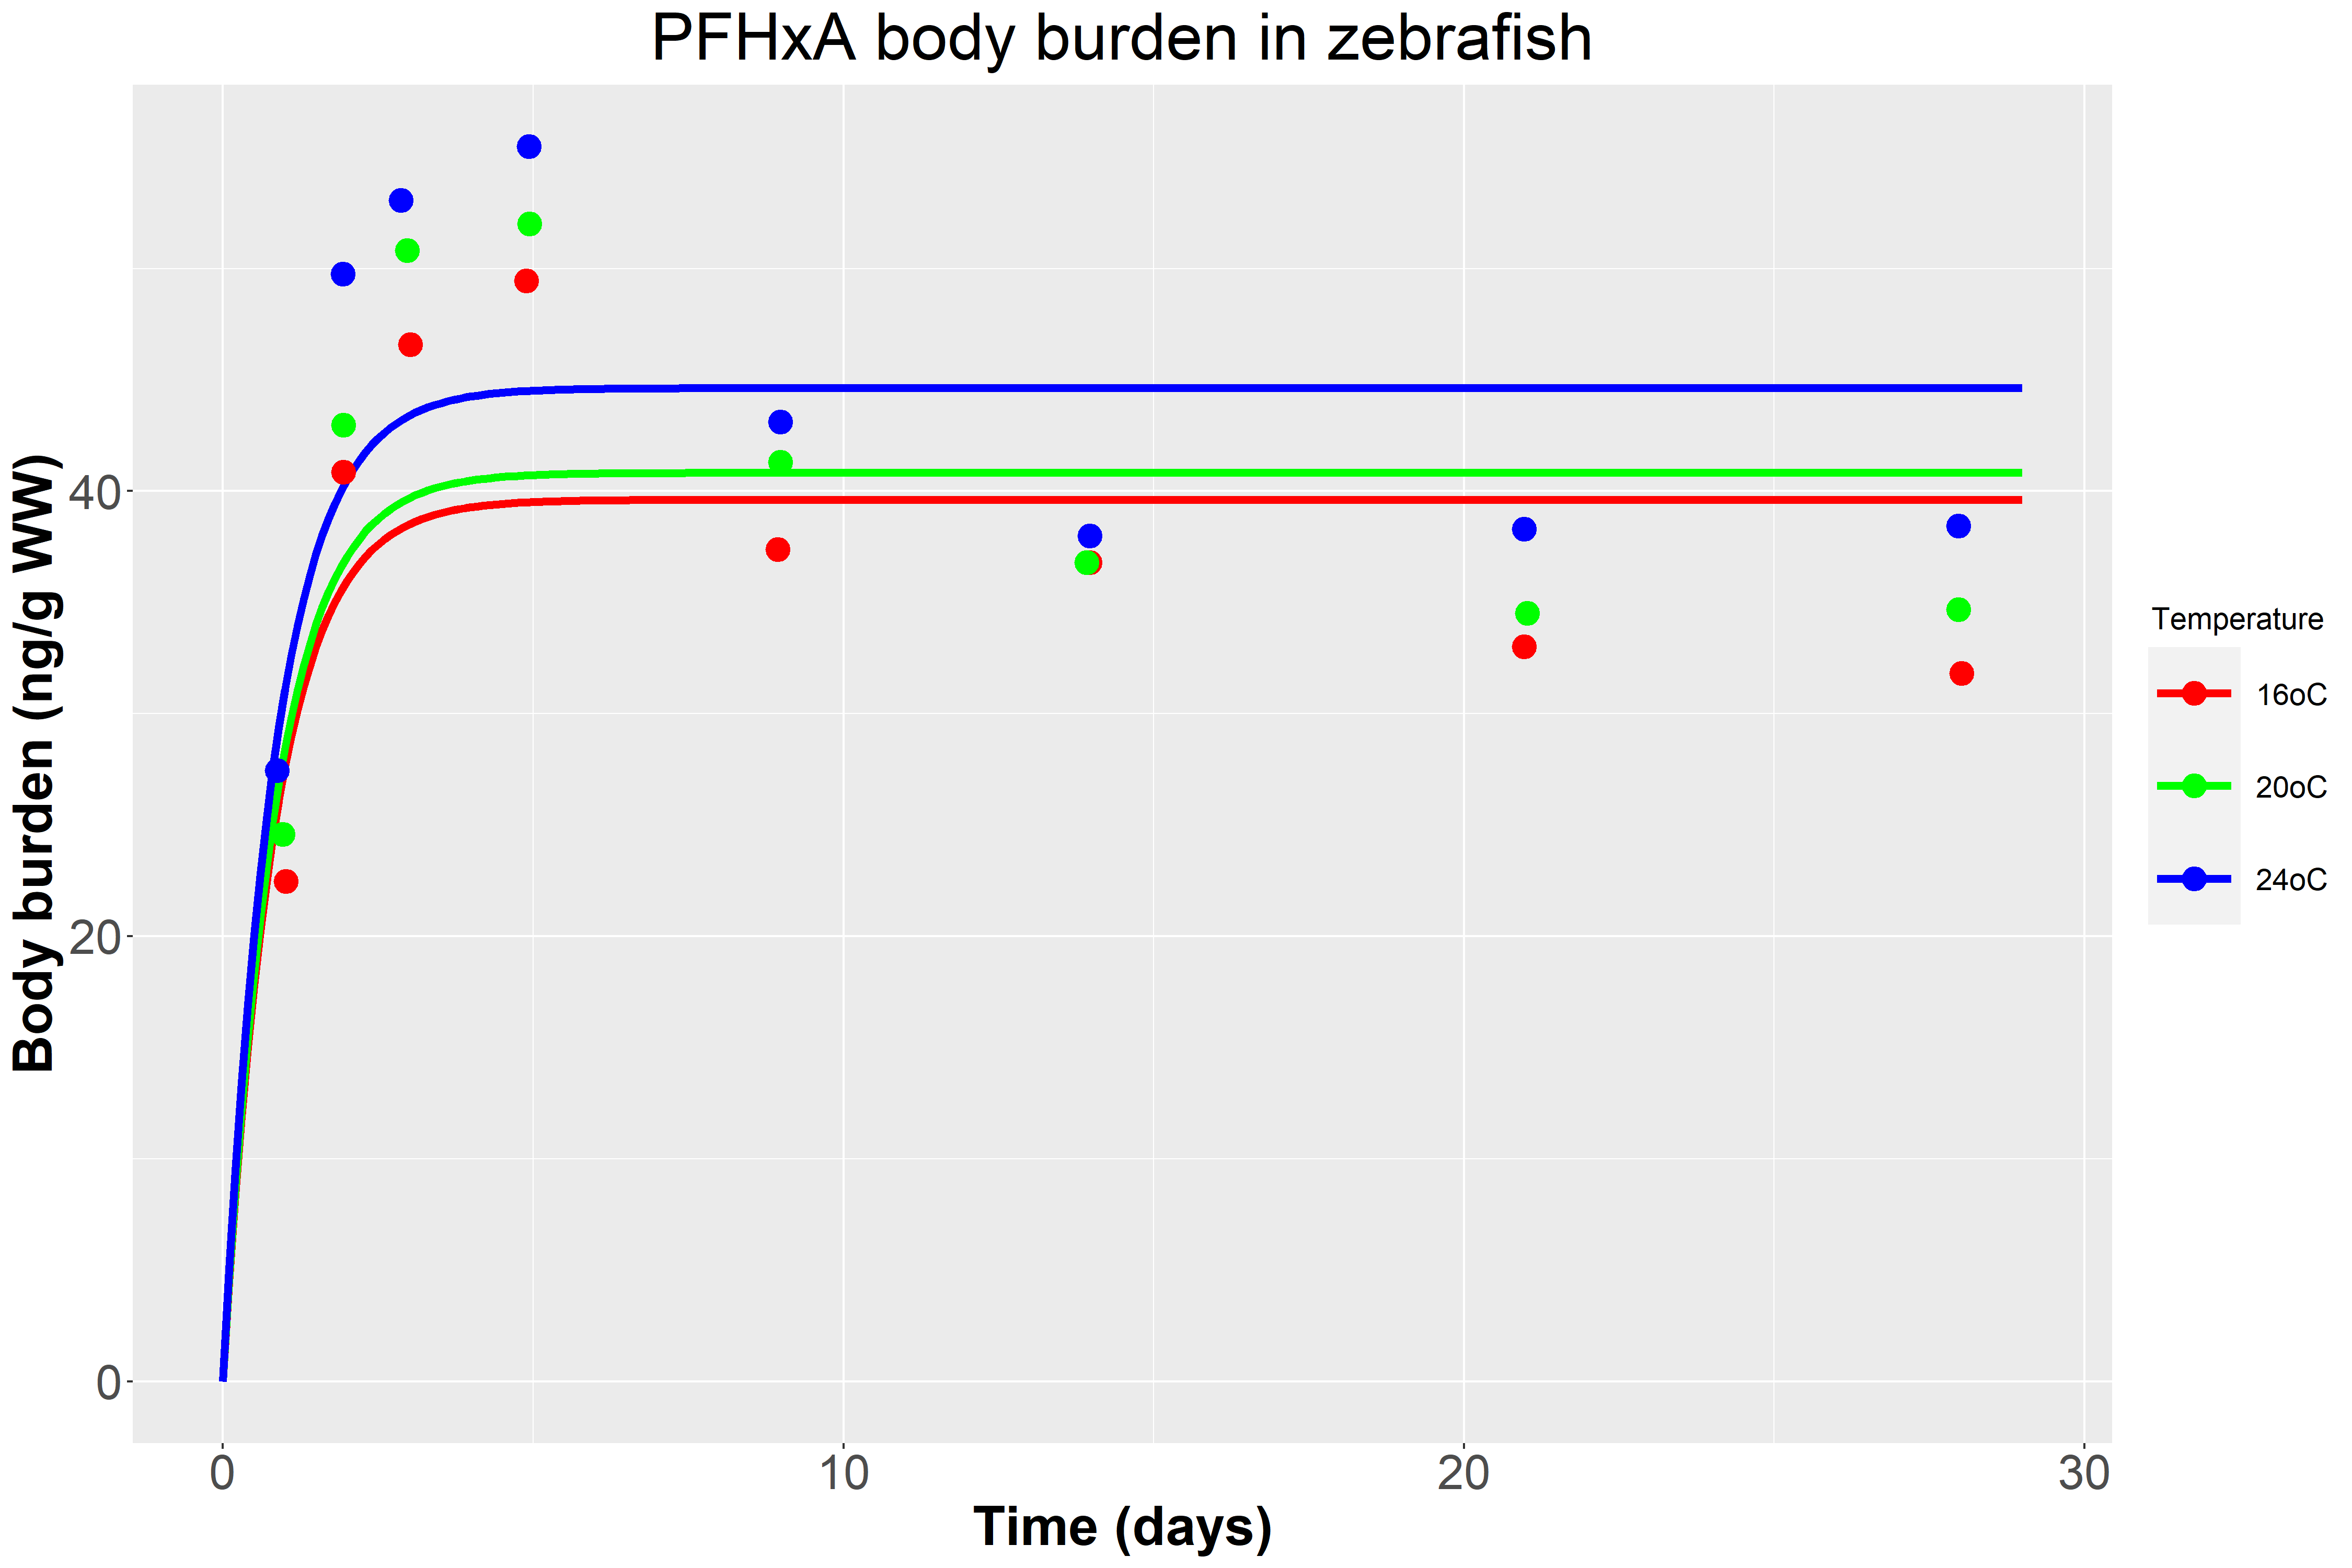 PFHxA body burden in zebrafish
Body burden (ng/g WW)
40
20
0
0
10
20
30
Time (days)
Temperature
16oC
20oC
24oC